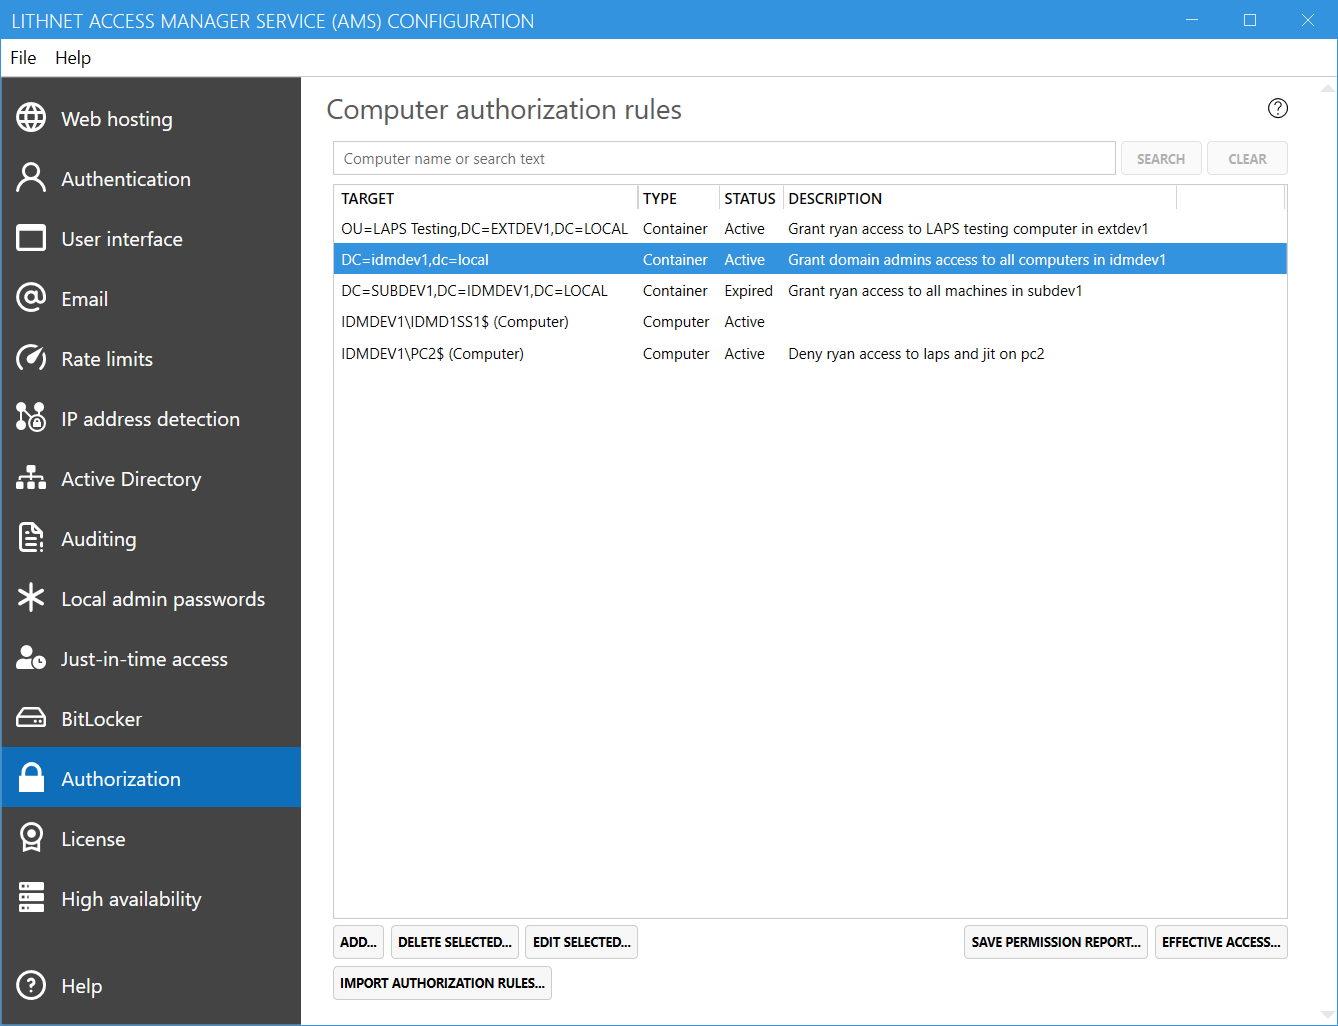 LITHNET ACCESS MANAGER SERVICE (AMS) CONFIGURATION
File Help
Web hosting
Authentication
User interface
Email
Rate limits
IP address detection
Active Directory
Auditing
Local admin passwords
Just-in-time access
BitLocker
Authorization
License
High availability
Help
Computer authorization rules
Computer name or search text SEARCH CLEAR
TARGET TYPE STATUS DESCRIPTION
OU=LAPS Testing,DC=EXTDEV1,DC=LOCAL Container Active Grant ryan access to LAPS testing computer in extdev1
DC=idmdev1,dc=local Container Active Grant domain admins access to all computers in idmdev1
DC=SUBDEV1,DC=IDMDEV1,DC=LOCAL Container Expired Grant ryan access to all machines in subdev1
IDMDEV1\IDMD1SS1$ (Computer) Computer Active
IDMDEV1\PC2$ (Computer) Computer Active Deny ryan access to laps and jit on pc2
ADD... DELETE SELECTED... EDIT SELECTED... SAVE PERMISSION REPORT... EFFECTIVE ACCESS...
IMPORT AUTHORIZATION RULES...